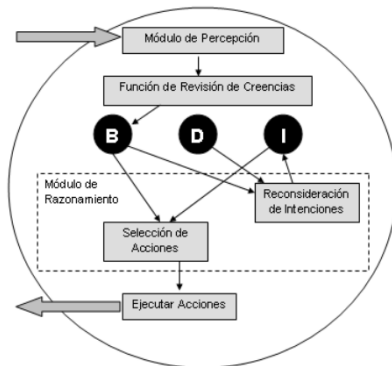 Módulo de Percepción
Función de Revisión de Creencias
B
D
I
Módulo de
Razonamiento
Reconsideración
de Intenciones
Selección de
Acciones
Ejecutar Acciones